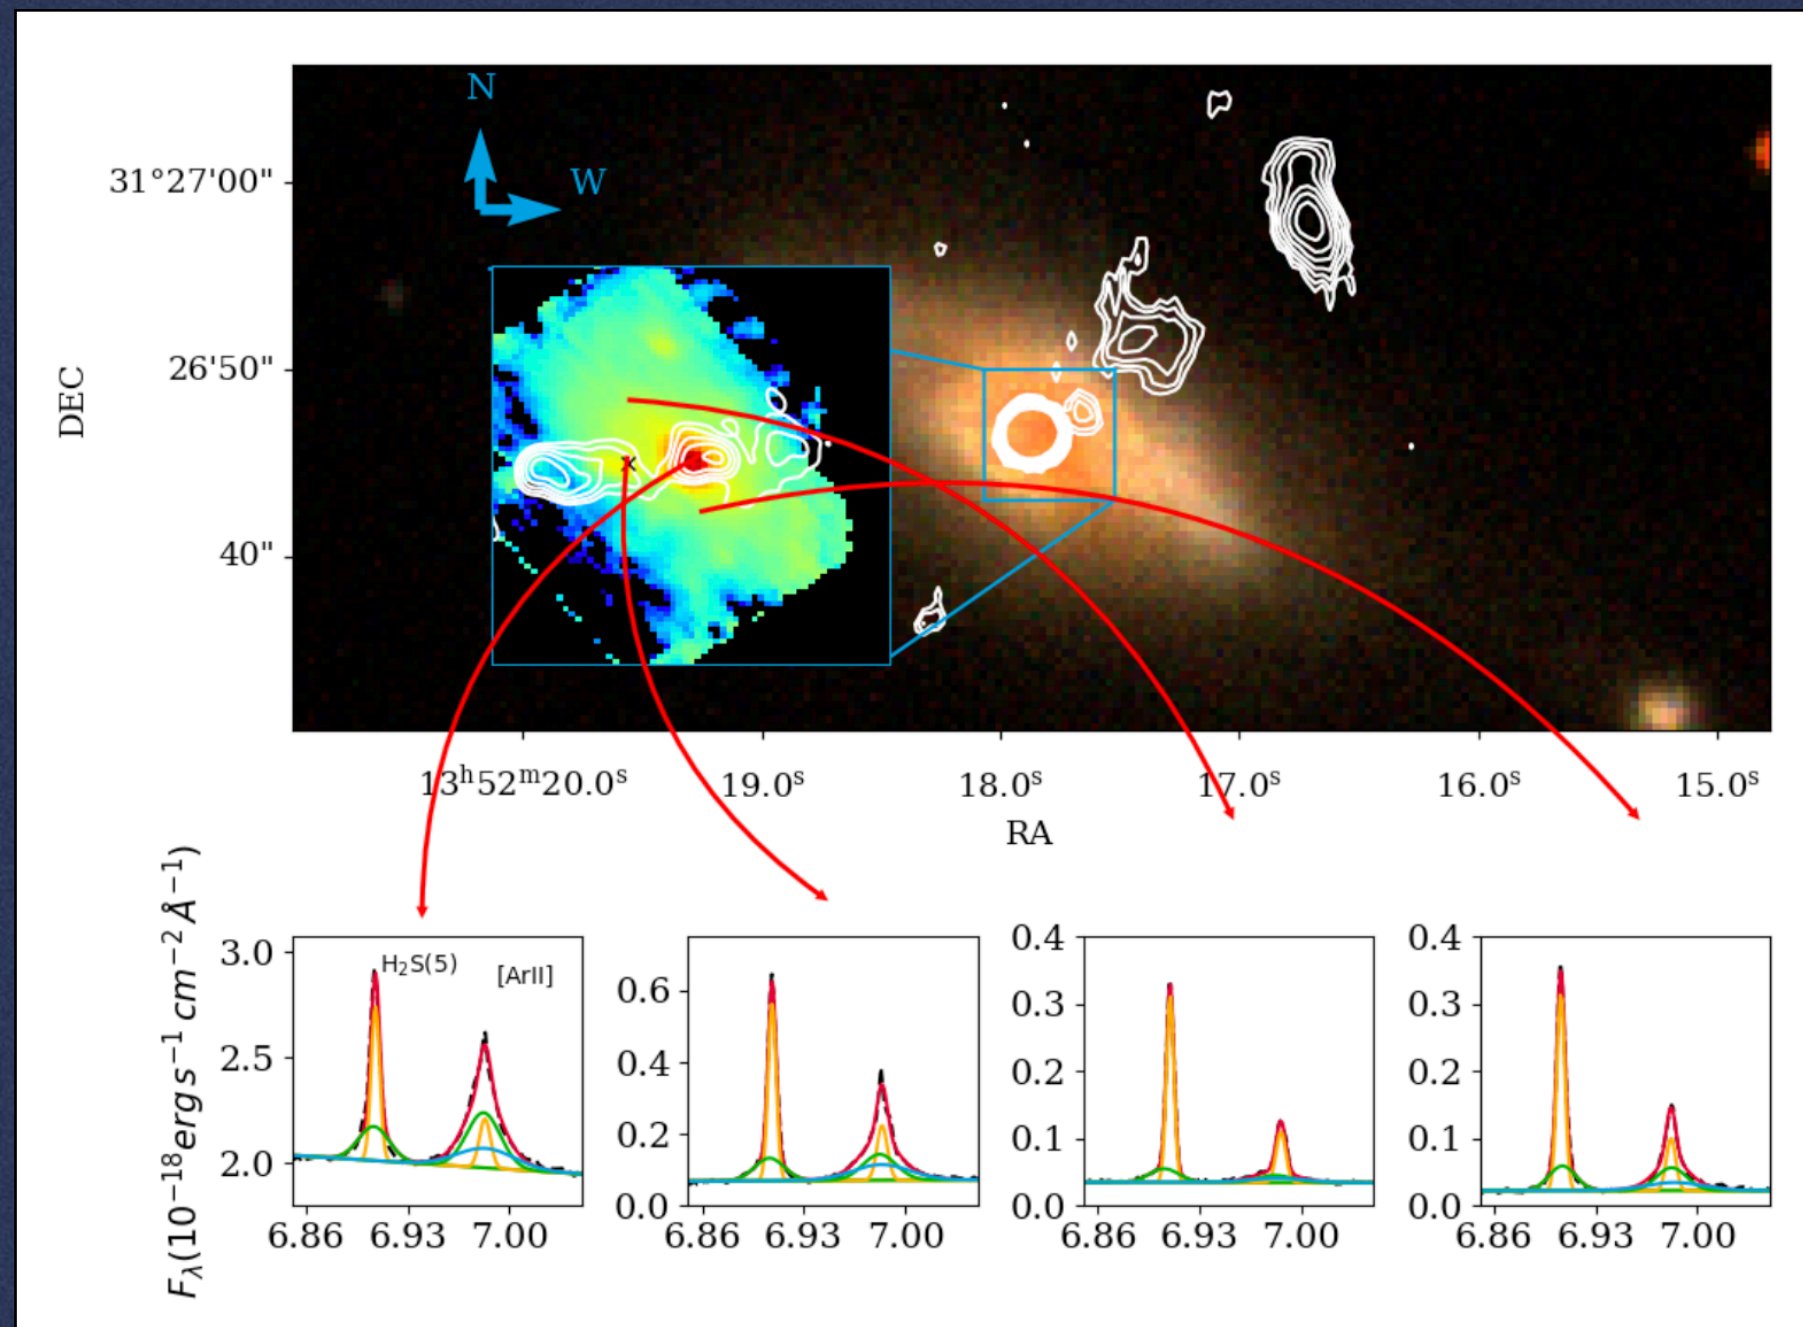 N
W
31°27'00"
26'50"
40"
DEC
13ʰ52ᵐ20.0ˢ 19.0ˢ 18.0ˢ 17.0ˢ 16.0ˢ 15.0ˢ
RA
F_λ(10⁻¹⁸erg s⁻¹ cm⁻² Å⁻¹)
3.0
2.5
2.0
H₂S(5) [ArII]
6.86 6.93 7.00
0.6
0.4
0.2
0.0
6.86 6.93 7.00
0.4
0.3
0.2
0.1
0.0
6.86 6.93 7.00
0.4
0.3
0.2
0.1
0.0
6.86 6.93 7.00